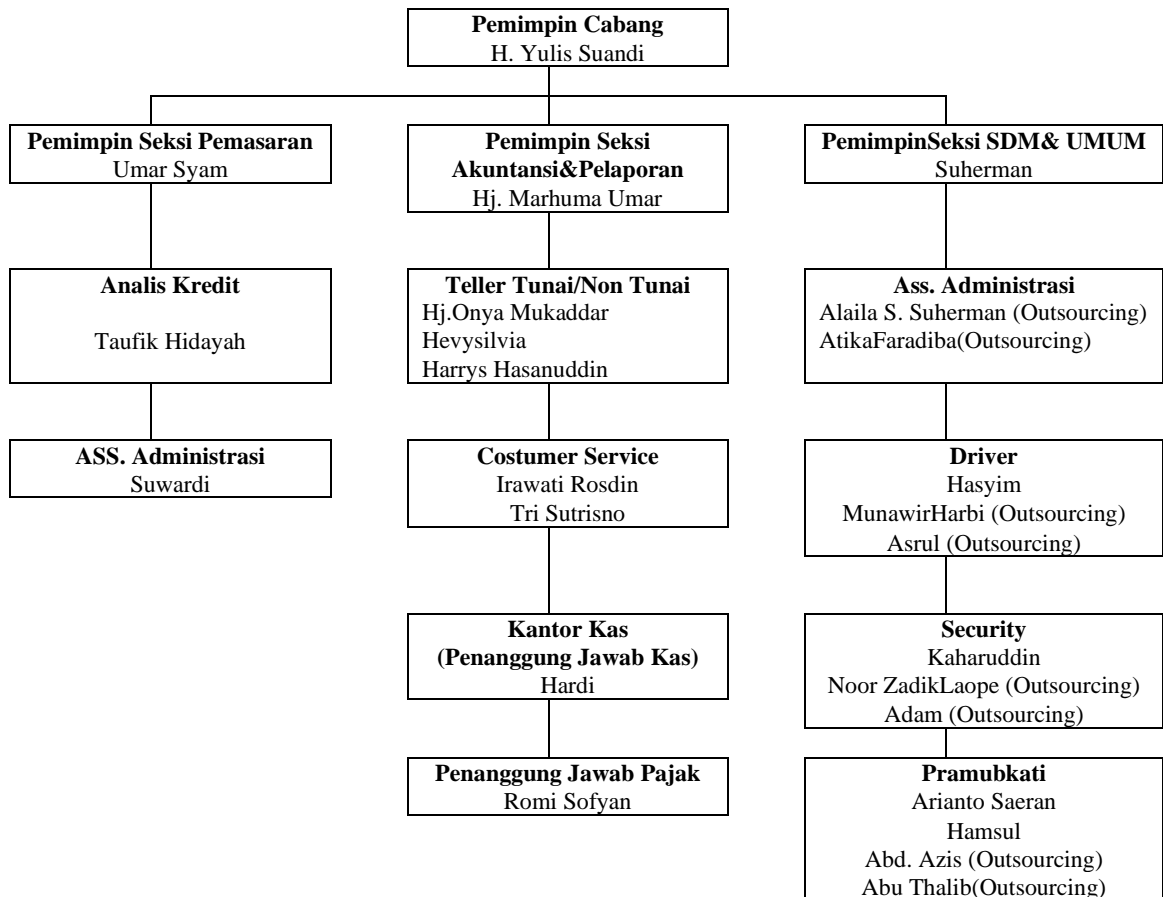 Pemimpin Cabang
H. Yulis Suandi
Pemimpin Seksi Pemasaran
Umar Syam
Pemimpin Seksi
Akuntansi&Pelaporan
Hj. Marhuma Umar
PemimpinSeksi SDM& UMUM
Suherman
Analis Kredit
Taufik Hidayah
Teller Tunai/Non Tunai
Hj.Onya Mukaddar
Hevysilvia
Harrys Hasanuddin
Ass. Administrasi
Alaila S. Suherman (Outsourcing)
AtikaFaradiba(Outsourcing)
ASS. Administrasi
Suwardi
Costumer Service
Irawati Rosdin
Tri Sutrisno
Driver
Hasyim
MunawirHarbi (Outsourcing)
Asrul (Outsourcing)
Kantor Kas
(Penanggung Jawab Kas)
Hardi
Security
Kaharuddin
Noor ZadikLaope (Outsourcing)
Adam (Outsourcing)
Penanggung Jawab Pajak
Romi Sofyan
Pramubkati
Arianto Saeran
Hamsul
Abd. Azis (Outsourcing)
Abu Thalib(Outsourcing)